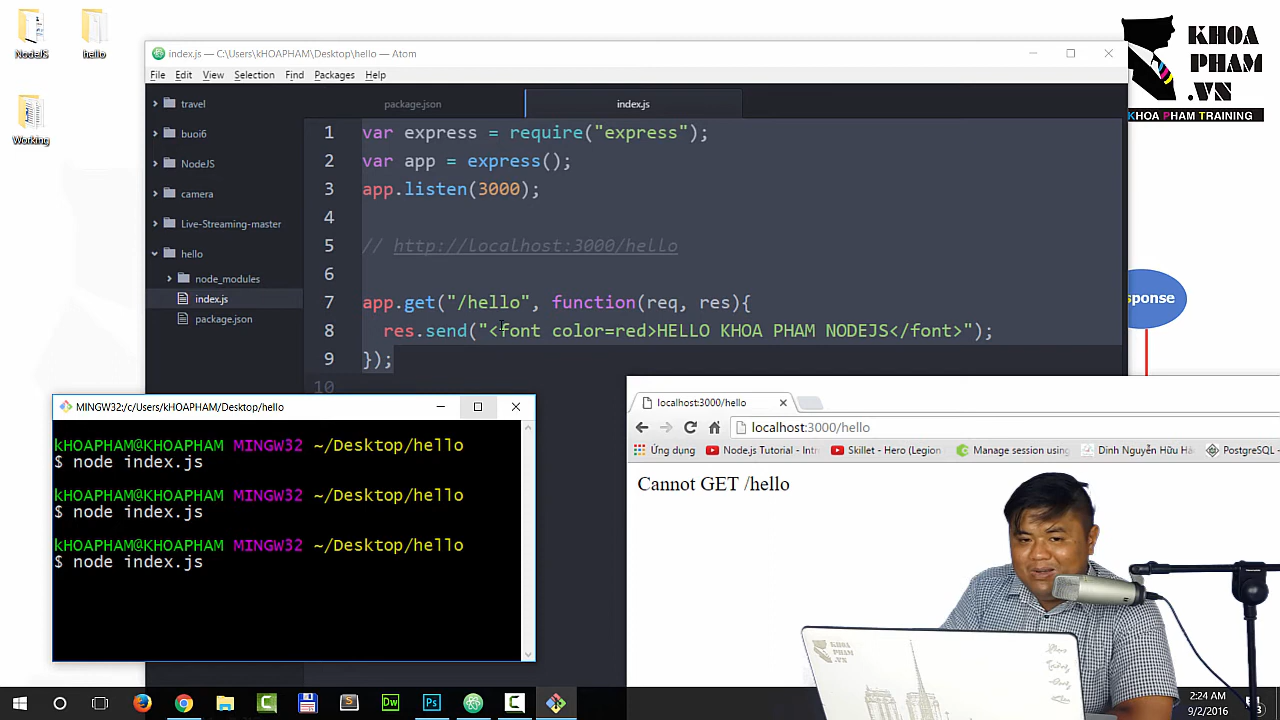 NodeJS
hello
Working
index.js — C:\Users\kHOAPHAM\Desktop\hello — Atom
File Edit View Selection Find Packages Help
travel
buoi6
NodeJS
camera
Live-Streaming-master
hello
node_modules
index.js
package.json
package.json
index.js
1 var express = require("express");
2 var app = express();
3 app.listen(3000);
4
5 // http://localhost:3000/hello
6
7 app.get("/hello", function(req, res){
8 res.send("<font color=red>HELLO KHOA PHAM NODEJS</font>");
9 });
10
KHOA
PHAM
.VN
KHOA PHAM TRAINING
sponse
MINGW32:/c/Users/kHOAPHAM/Desktop/hello
kHOAPHAM@KHOAPHAM MINGW32 ~/Desktop/hello
$ node index.js
kHOAPHAM@KHOAPHAM MINGW32 ~/Desktop/hello
$ node index.js
kHOAPHAM@KHOAPHAM MINGW32 ~/Desktop/hello
$ node index.js
localhost:3000/hello
localhost:3000/hello
Ứng dụng Node.js Tutorial - Intr Skillet - Hero (Legion Manage session using Dinh Nguyễn Hữu Hà PostgreSQL -
Cannot GET /hello
KHOA
PHAM
.VN
Dw
Ps
2:24 AM
9/2/2016